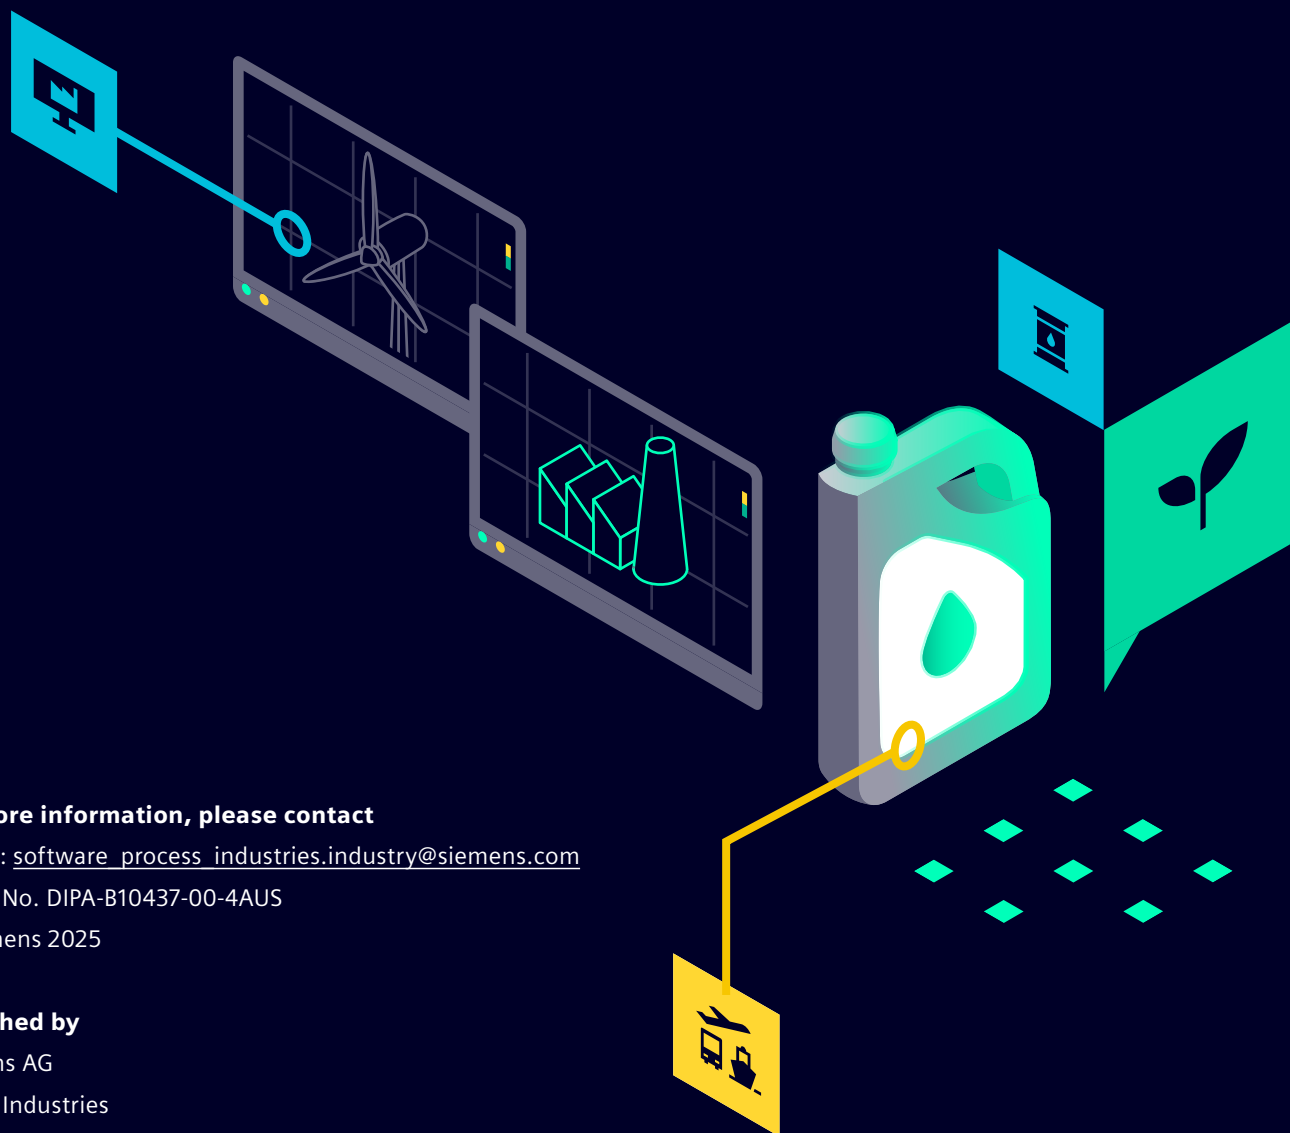 ore information, please contact
: software_process_industries.industry@siemens.com
No. DIPA-B10437-00-4AUS
ens 2025
hed by
ns AG
Industries